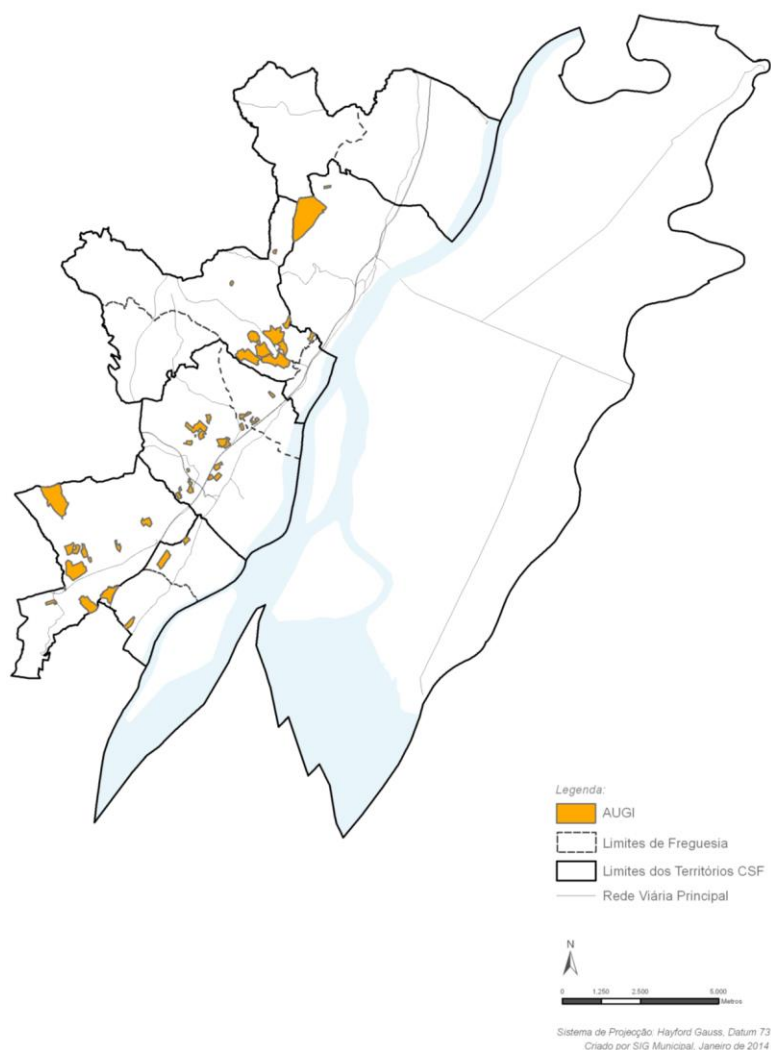 Legenda:
AUGI
Limites de Freguesia
Limites dos Territórios CSF
Rede Viária Principal
N
0 1.250 2.500 5.000
Metros
Sistema de Projecção: Hayford Gauss, Datum 73
Criado por SIG Municipal, Janeiro de 2014